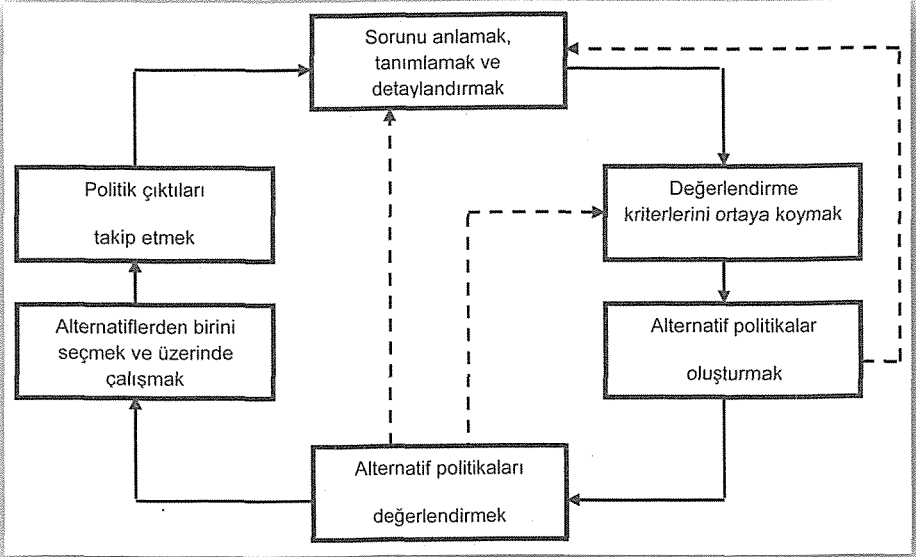 Sorunu anlamak,
tanımlamak ve
detaylandırmak
Değerlendirme
kriterlerini ortaya koymak
Alternatif politikalar
oluşturmak
Alternatif politikaları
değerlendirmek
Alternatiflerden birini
seçmek ve üzerinde
çalışmak
Politik çıktıları
takip etmek